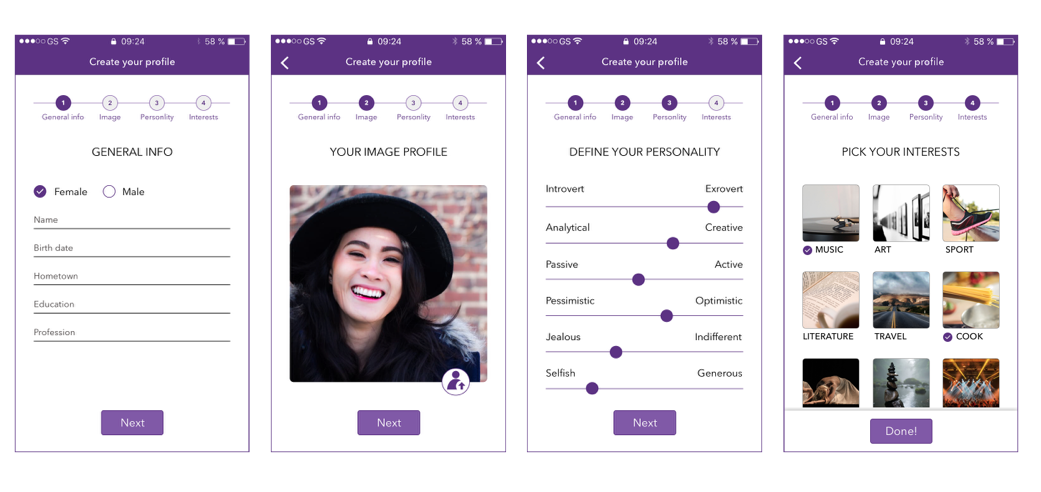 GS 09:24 58 %
Create your profile
1 2 3 4
General info Image Personlity Interests
GENERAL INFO
Female Male
Name
Birth date
Hometown
Education
Profession
Next
GS 09:24 58 %
Create your profile
1 2 3 4
General info Image Personlity Interests
YOUR IMAGE PROFILE
Next
GS 09:24 58 %
Create your profile
1 2 3 4
General info Image Personlity Interests
DEFINE YOUR PERSONALITY
Introvert Exrovert
Analytical Creative
Passive Active
Pessimistic Optimistic
Jealous Indifferent
Selfish Generous
Next
GS 09:24 58 %
Create your profile
1 2 3 4
General info Image Personlity Interests
PICK YOUR INTERESTS
MUSIC ART SPORT
LITERATURE TRAVEL COOK
Done!